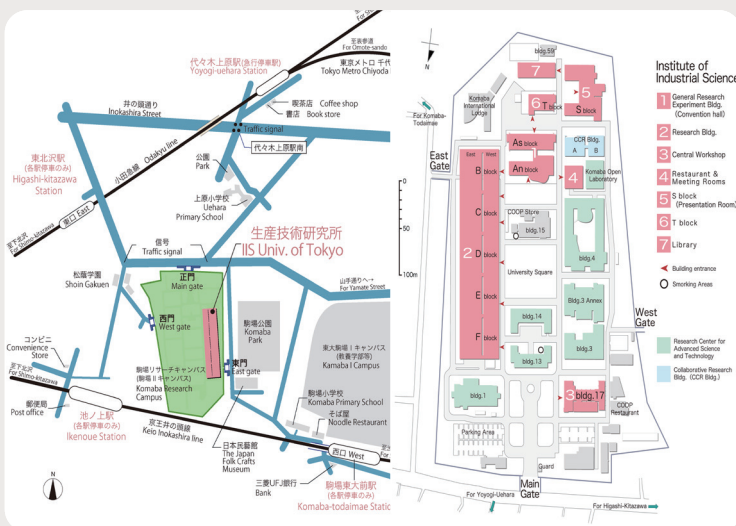 至表参道
For Omote-sando
代々木上原駅(急行停車駅)
Yoyogi-uehara Station
東京メトロ 千代
Tokyo Metro Chiyoda
喫茶店 Coffee shop
書店 Book store
井の頭通り
Inokashira Street
Traffic signal
代々木上原駅南
東北沢駅
(各駅停車のみ)
Higashi-kitazawa
Station
小田急線 Odakyu line
公園
Park
上原小学校
Uehara
Primary School
東口 East
至下北沢
For Shimo-kitazawa
生産技術研究所
IIS Univ. of Tokyo
信号
Traffic signal
松蔭学園
Shoin Gakuen
正門
Main gate
山手通りへ→
For Yamate Street
西門
West gate
コンビニ
Convenience
Store
駒場公園
Komaba
Park
東大駒場Ⅰキャンパス
(教養学部等)
Kamaba I Campus
東門
East gate
駒場リサーチキャンパス
(駒場Ⅱキャンパス)
Komaba Research
Campus
至下北沢
For Shimo-kitazawa
郵便局
Post office
池ノ上駅
(各駅停車のみ)
Ikenoue Station
京王井の頭線
Keio Inokashira line
駒場小学校
Komaba Primary School
そば屋
Noodle Restaurant
日本民藝館
The Japan
Folk Crafts
Museum
西口 West
三菱UFJ銀行
Bank
駒場東大前駅
(各駅停車のみ)
Komaba-todaimae Statio
N
0
50
100m
N
For Komaba-
Todaimae
Komaba
International
Lodge
bldg.59
7
6 T block
5
S block
As block
An block
CCR Bldg.
A B
4
Komaba Open
Laboratory
East
Gate
East West
B block
C block
2 D block
E block
F block
COOP Store
bldg.15
University Square
bldg.4
bldg.14
Bldg.3 Annex
bldg.13
bldg.3
West
Gate
bldg.1
3 bldg.17
COOP
Restaurant
Parking Area
Guard
Main
Gate
For Yoyogi-Uehara
For Higashi-Kitazawa
Institute of
Industrial Science
1 General Research
Experiment Bldg.
(Convention hall)
2 Research Bldg.
3 Central Workshop
4 Restaurant &
Meeting Rooms
5 S block
(Presentation Room)
6 T block
7 Library
Building entrance
Smorking Areas
Research Center for
Advanced Science
and Technology
Collaborative Research
Bldg. (CCR Bldg.)